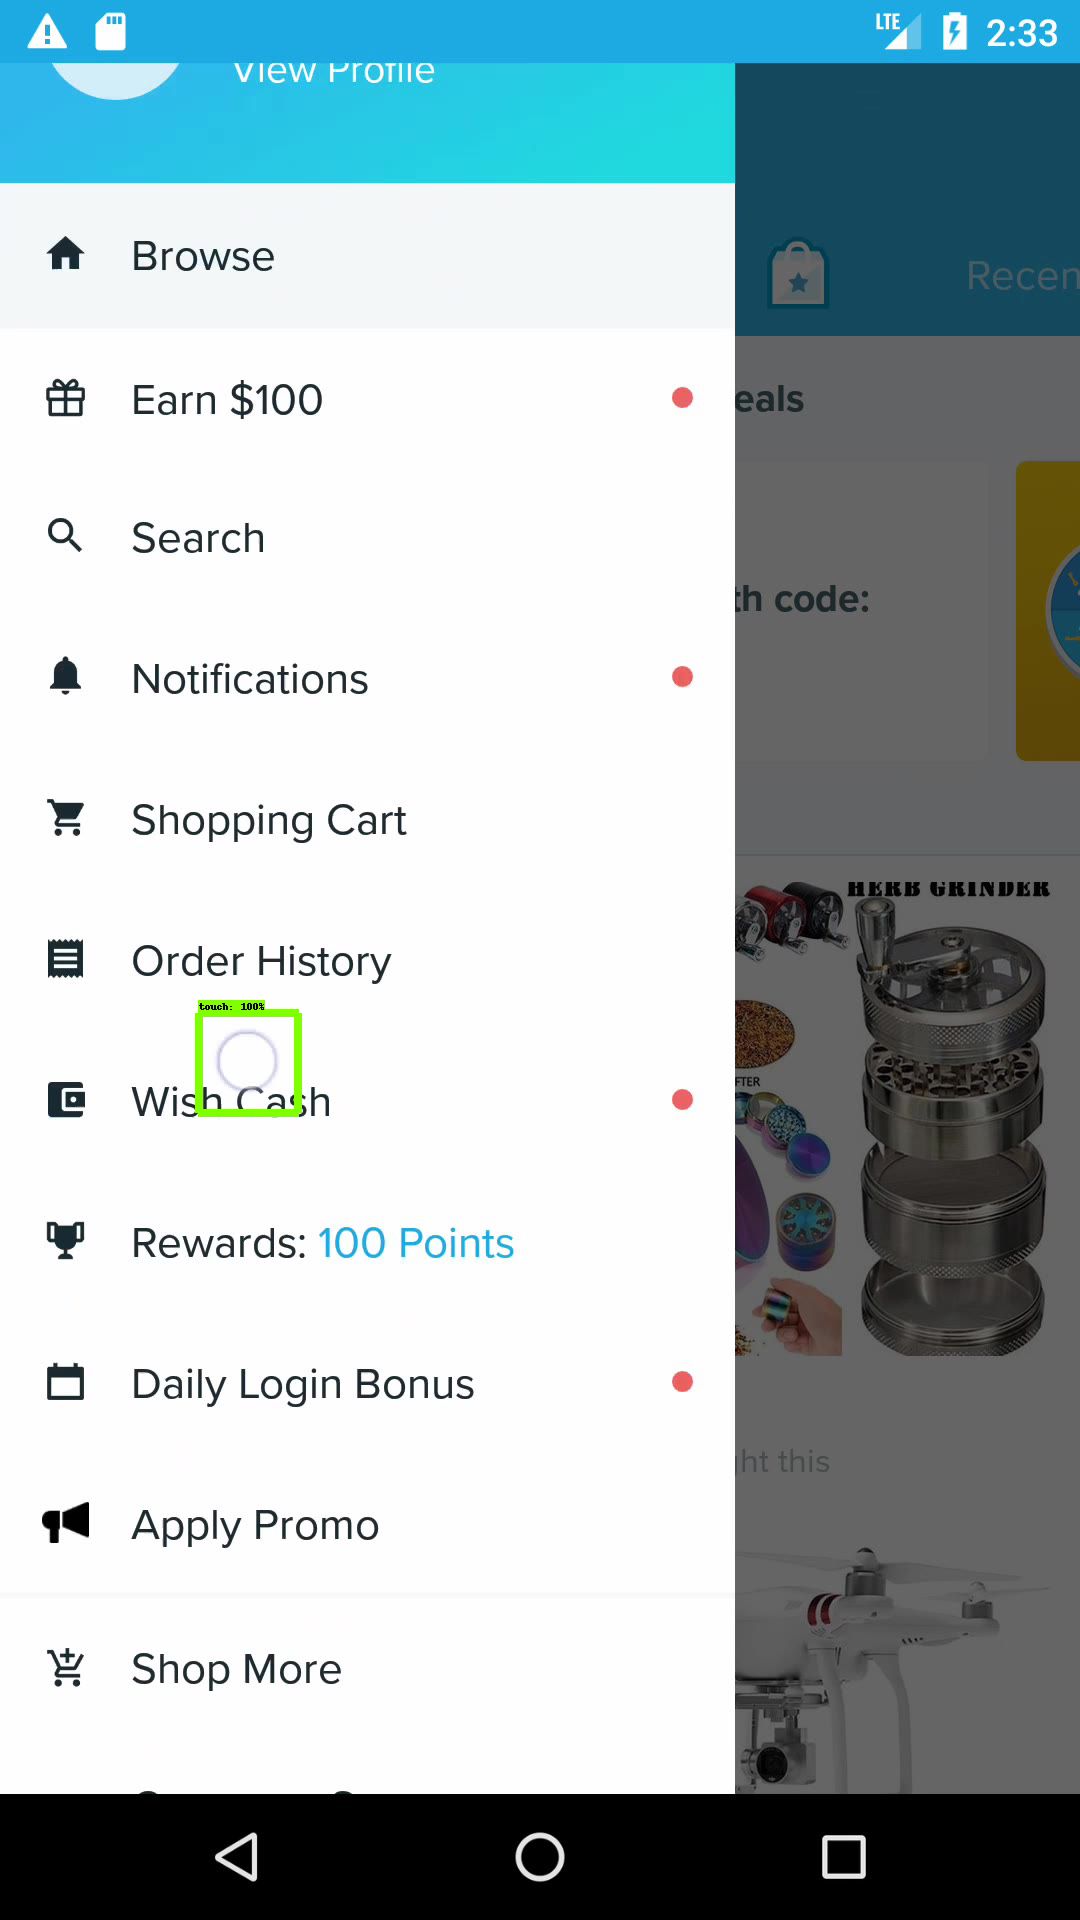 LTE 2:33
View Profile
Browse
Recen
Earn $100
eals
Search
th code:
Notifications
Shopping Cart
HERB GRINDER
Order History
touch: 100%
FTER
Wish Cash
Rewards: 100 Points
Daily Login Bonus
ght this
Apply Promo
Shop More